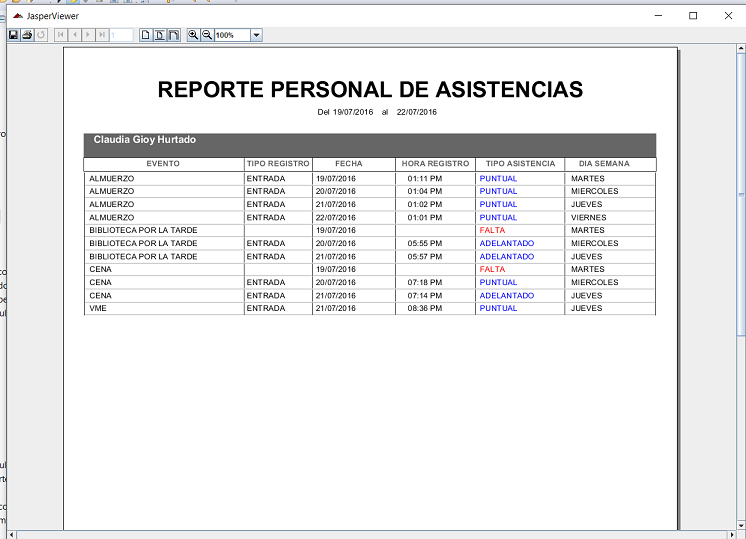 JasperViewer
1
100%
REPORTE PERSONAL DE ASISTENCIAS
Del 19/07/2016 al 22/07/2016
Claudia Gioy Hurtado
EVENTO TIPO REGISTRO FECHA HORA REGISTRO TIPO ASISTENCIA DIA SEMANA
ALMUERZO ENTRADA 19/07/2016 01:11 PM PUNTUAL MARTES
ALMUERZO ENTRADA 20/07/2016 01:04 PM PUNTUAL MIERCOLES
ALMUERZO ENTRADA 21/07/2016 01:02 PM PUNTUAL JUEVES
ALMUERZO ENTRADA 22/07/2016 01:01 PM PUNTUAL VIERNES
BIBLIOTECA POR LA TARDE 19/07/2016 FALTA MARTES
BIBLIOTECA POR LA TARDE ENTRADA 20/07/2016 05:55 PM ADELANTADO MIERCOLES
BIBLIOTECA POR LA TARDE ENTRADA 21/07/2016 05:57 PM ADELANTADO JUEVES
CENA 19/07/2016 FALTA MARTES
CENA ENTRADA 20/07/2016 07:18 PM PUNTUAL MIERCOLES
CENA ENTRADA 21/07/2016 07:14 PM ADELANTADO JUEVES
VME ENTRADA 21/07/2016 08:36 PM PUNTUAL JUEVES